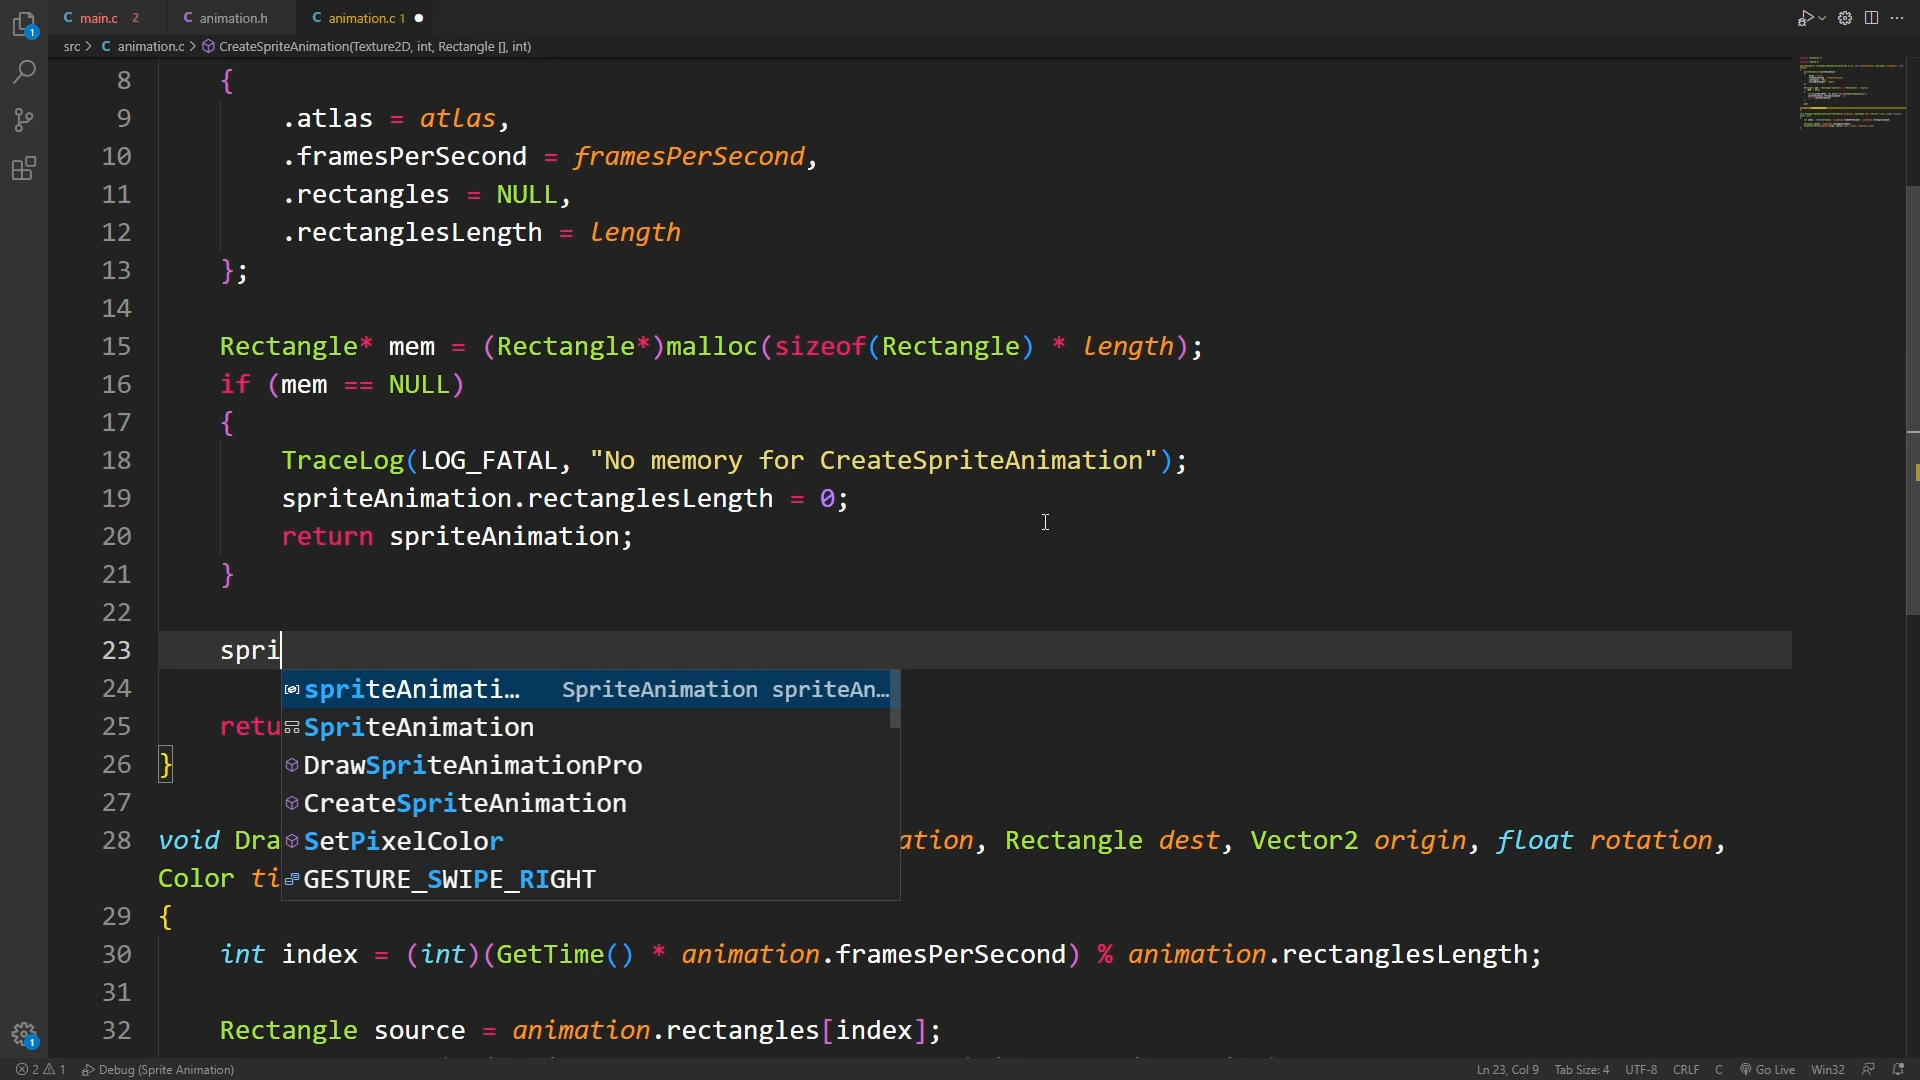 main.c 2 animation.h animation.c 1
src > animation.c > CreateSpriteAnimation(Texture2D, int, Rectangle [], int)
8 {
9 .atlas = atlas,
10 .framesPerSecond = framesPerSecond,
11 .rectangles = NULL,
12 .rectanglesLength = length
13 };
14
15 Rectangle* mem = (Rectangle*)malloc(sizeof(Rectangle) * length);
16 if (mem == NULL)
17 {
18 TraceLog(LOG_FATAL, "No memory for CreateSpriteAnimation");
19 spriteAnimation.rectanglesLength = 0;
20 return spriteAnimation;
21 }
22
23 spri
24 spriteAnimati… SpriteAnimation spriteAn…
25 retu SpriteAnimation
26 } DrawSpriteAnimationPro
27 CreateSpriteAnimation
28 void Dra SetPixelColor ation, Rectangle dest, Vector2 origin, float rotation,
Color ti GESTURE_SWIPE_RIGHT
29 {
30 int index = (int)(GetTime() * animation.framesPerSecond) % animation.rectanglesLength;
31
32 Rectangle source = animation.rectangles[index];
2 1 Debug (Sprite Animation) Ln 23, Col 9 Tab Size: 4 UTF-8 CRLF C Go Live Win32